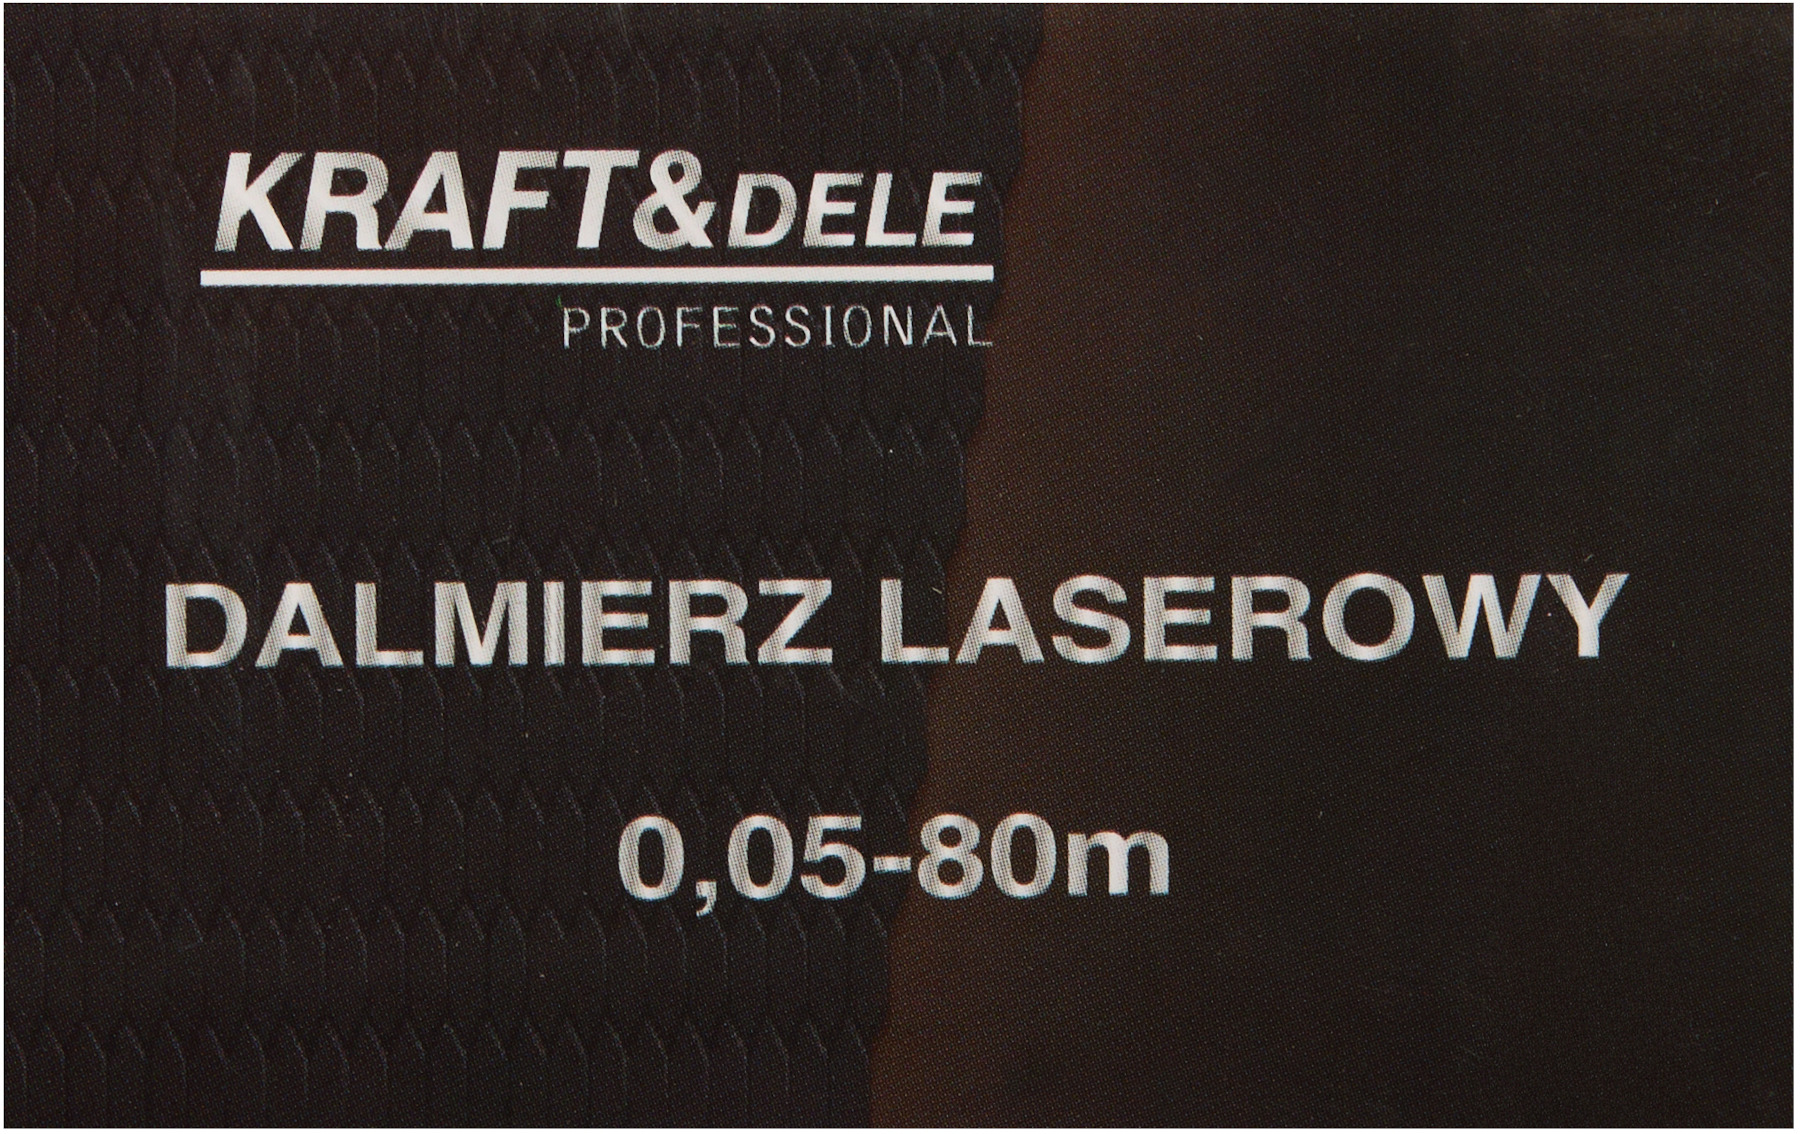 KRAFT&DELE
PROFESSIONAL
DALMIERZ LASEROWY
0,05-80m